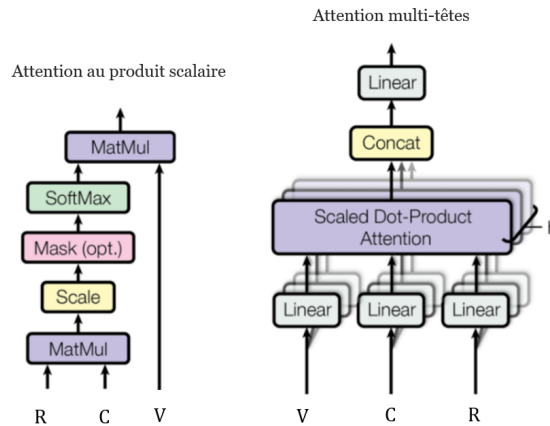 Attention multi-têtes
Attention au produit scalaire
MatMul
SoftMax
Mask (opt.)
Scale
MatMul
R C V
Linear
Concat
Scaled Dot-Product
Attention
Linear Linear Linear
V C R